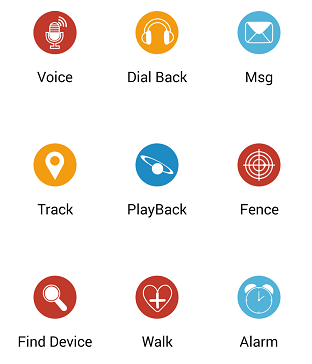 Voice
Dial Back
Msg
Track
PlayBack
Fence
Find Device
Walk
Alarm